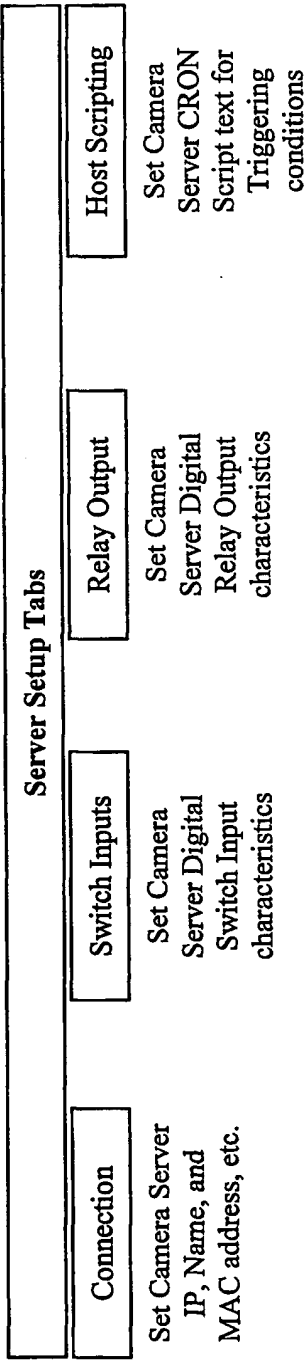 Server Setup Tabs
Connection
Set Camera Server
IP, Name, and
MAC address, etc.
Switch Inputs
Set Camera
Server Digital
Switch Input
characteristics
Relay Output
Set Camera
Server Digital
Relay Output
characteristics
Host Scripting
Set Camera
Server CRON
Script text for
Triggering
conditions